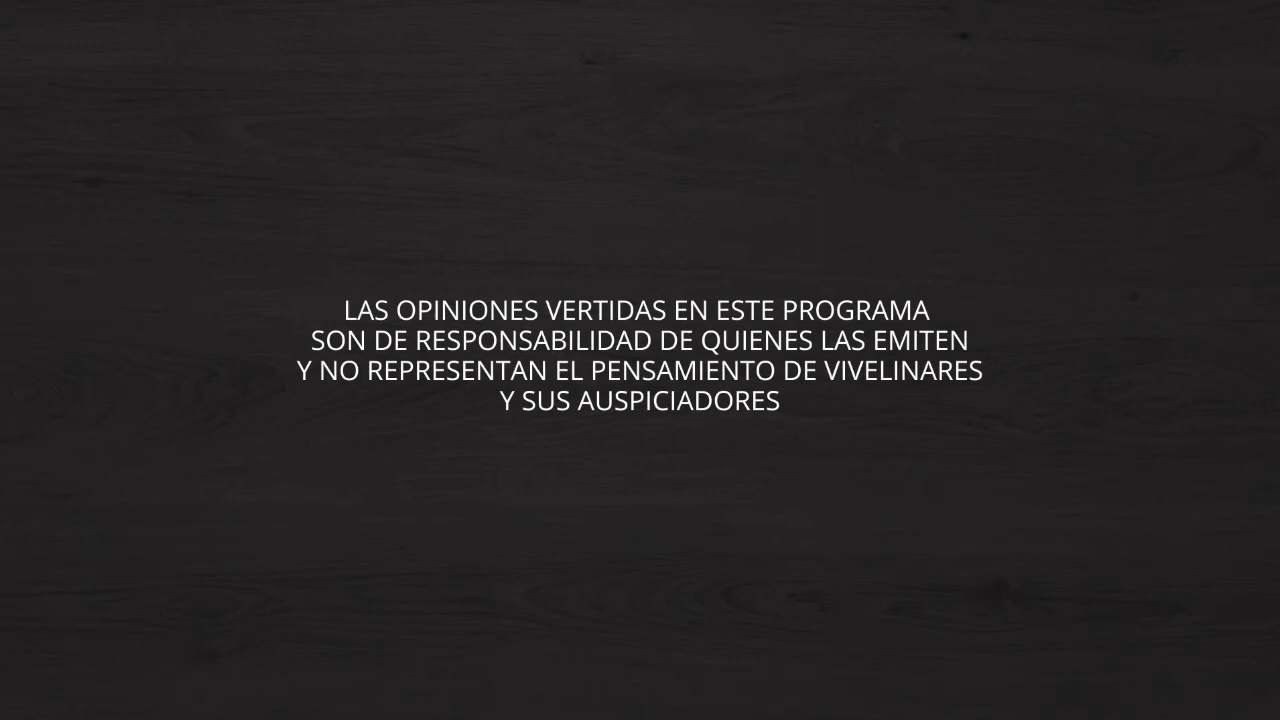 LAS OPINIONES VERTIDAS EN ESTE PROGRAMA
SON DE RESPONSABILIDAD DE QUIENES LAS EMITEN
Y NO REPRESENTAN EL PENSAMIENTO DE VIVELINARES
Y SUS AUSPICIADORES